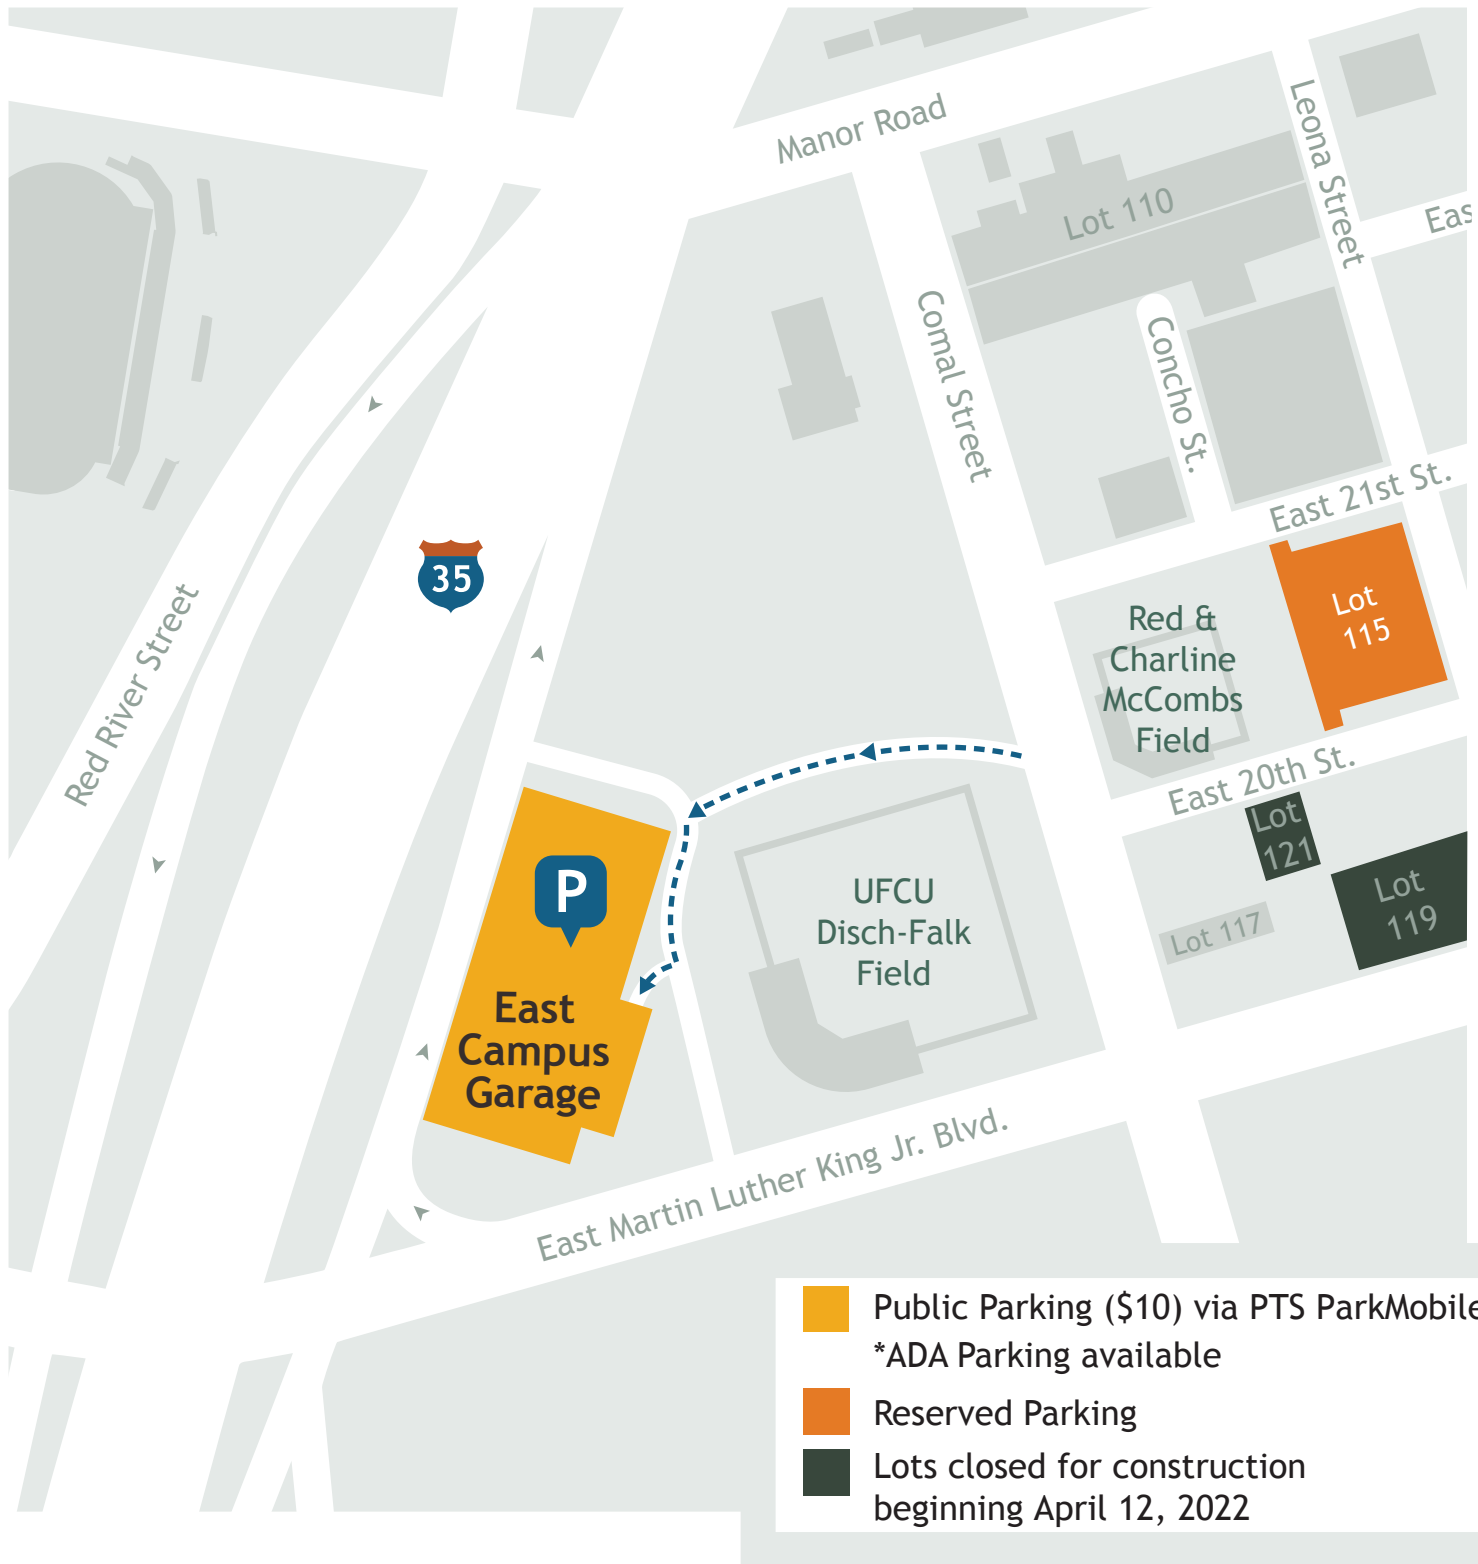 Manor Road
Leona Street
Lot 110
Eas
Comal Street
Concho St.
East 21st St.
35
Red River Street
Red &
Charline
McCombs
Field
Lot
115
East 20th St.
Lot
121
Lot
119
Lot 117
UFCU
Disch-Falk
Field
P
East
Campus
Garage
East Martin Luther King Jr. Blvd.
Public Parking ($10) via PTS ParkMobile
*ADA Parking available
Reserved Parking
Lots closed for construction
beginning April 12, 2022